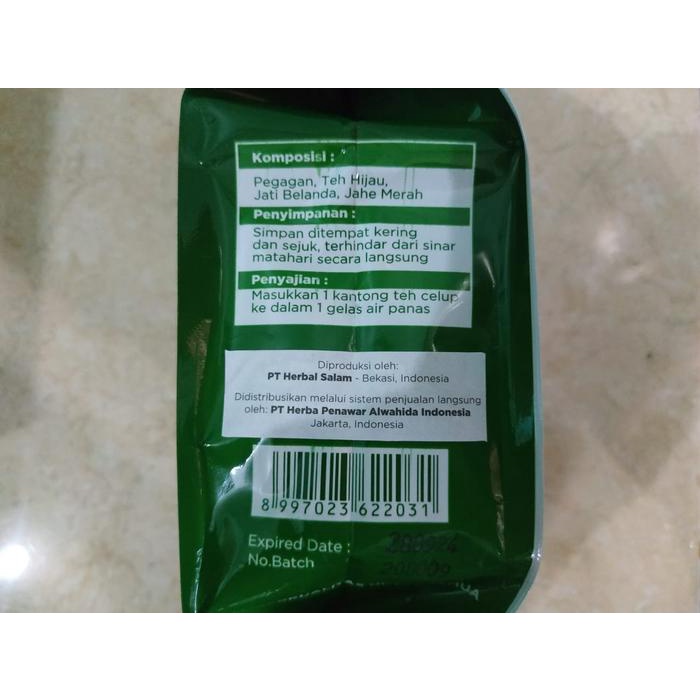 Komposisi :
Pegagan, Teh Hijau,
Jati Belanda, Jahe Merah
Penyimpanan :
Simpan ditempat kering
dan sejuk, terhindar dari sinar
matahari secara langsung
Penyajian :
Masukkan 1 kantong teh celup
ke dalam 1 gelas air panas
Diproduksi oleh:
PT Herbal Salam - Bekasi, Indonesia
Didistribusikan melalui sistem penjualan langsung
oleh: PT Herba Penawar Alwahida Indonesia
Jakarta, Indonesia
8 997023 622031
Expired Date :
No.Batch